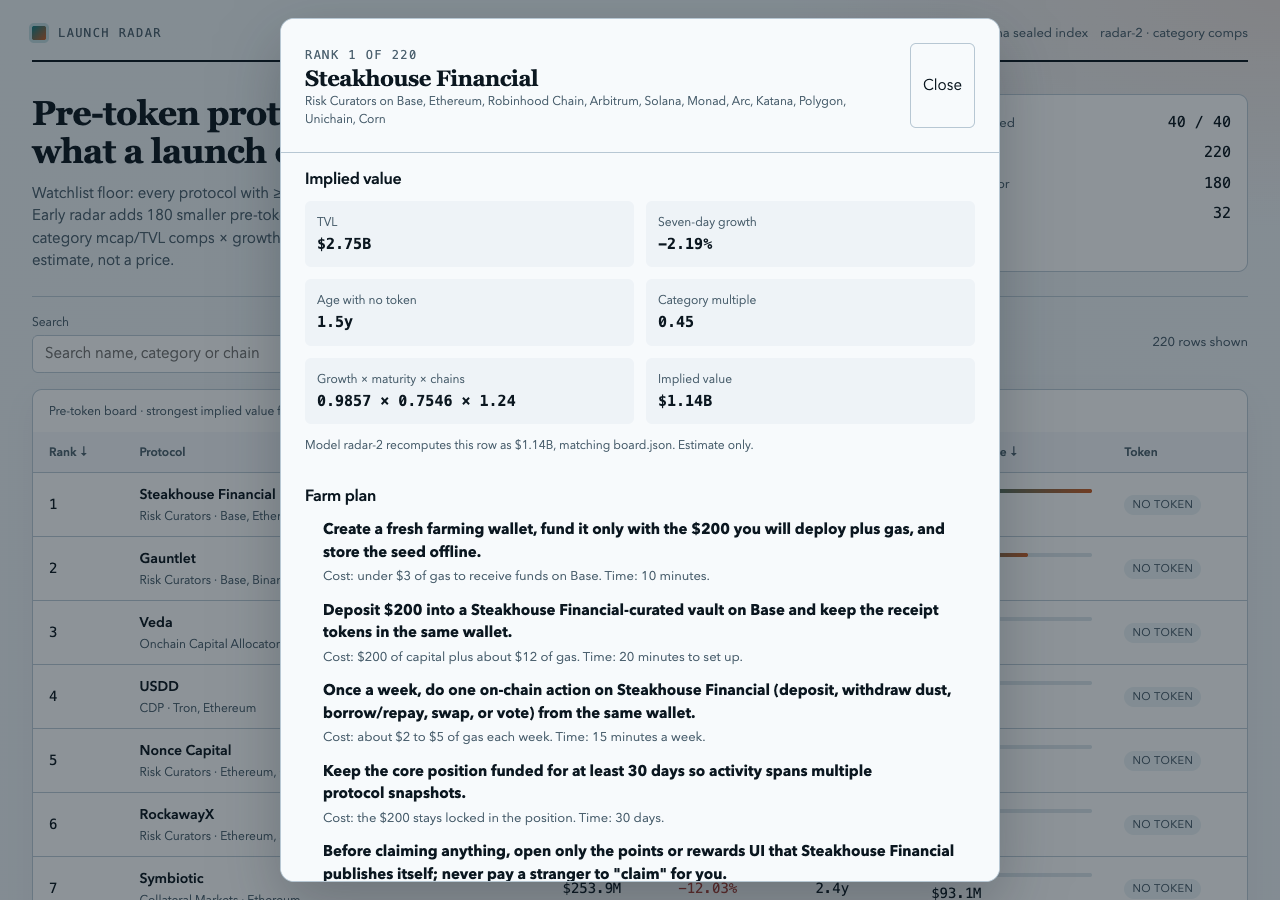 LAUNCH RADAR
sealed index radar-2 · category comps
Pre-token
what a launch
Watchlist floor: every protocol with ≥
Early radar adds 180 smaller
category mcap/TVL comps × growth
estimate, not a price.
40 / 40
220
180
32
Search
Search name, category or chain
220 rows shown
Pre-token board · strongest implied value
Rank ↓ Protocol ↓ Token
1 Steakhouse Financial NO TOKEN
Risk Curators · Base,
2 Gauntlet NO TOKEN
Risk Curators · Base,
3 Veda NO TOKEN
Onchain Capital
4 USDD NO TOKEN
CDP · Tron, Ethereum
5 Nonce Capital NO TOKEN
Risk Curators · Ethereum,
6 RockawayX NO TOKEN
Risk Curators · Ethereum,
7 Symbiotic $253.9M −12.03% 2.4y $93.1M NO TOKEN
RANK 1 OF 220
Steakhouse Financial
Risk Curators on Base, Ethereum, Robinhood Chain, Arbitrum, Solana, Monad, Arc, Katana, Polygon,
Unichain, Corn
Close
Implied value
TVL
$2.75B
Seven-day growth
−2.19%
Age with no token
1.5y
Category multiple
0.45
Growth × maturity × chains
0.9857 × 0.7546 × 1.24
Implied value
$1.14B
Model radar-2 recomputes this row as $1.14B, matching board.json. Estimate only.
Farm plan
Create a fresh farming wallet, fund it only with the $200 you will deploy plus gas, and
store the seed offline.
Cost: under $3 of gas to receive funds on Base. Time: 10 minutes.
Deposit $200 into a Steakhouse Financial-curated vault on Base and keep the receipt
tokens in the same wallet.
Cost: $200 of capital plus about $12 of gas. Time: 20 minutes to set up.
Once a week, do one on-chain action on Steakhouse Financial (deposit, withdraw dust,
borrow/repay, swap, or vote) from the same wallet.
Cost: about $2 to $5 of gas each week. Time: 15 minutes a week.
Keep the core position funded for at least 30 days so activity spans multiple
protocol snapshots.
Cost: the $200 stays locked in the position. Time: 30 days.
Before claiming anything, open only the points or rewards UI that Steakhouse Financial
publishes itself; never pay a stranger to "claim" for you.